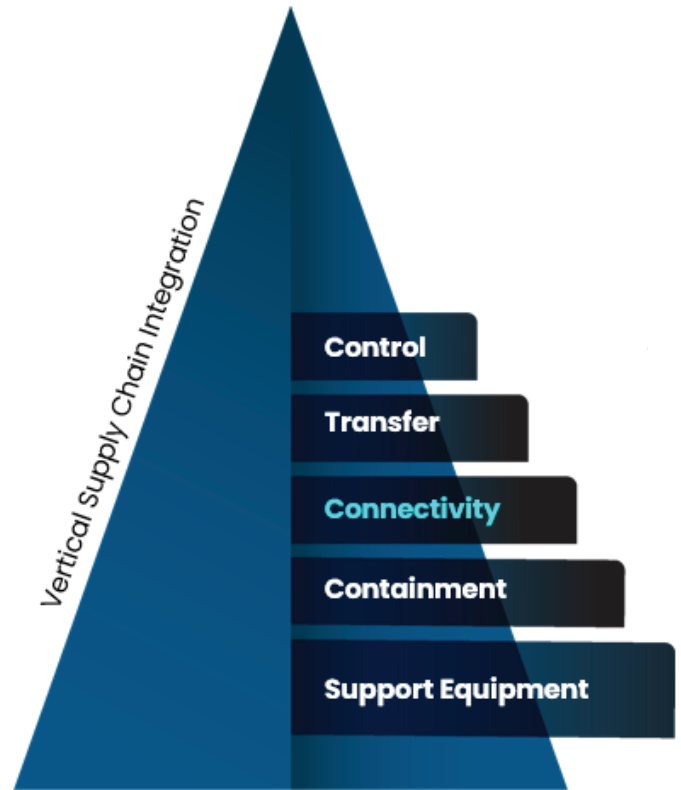 Vertical Supply Chain Integration
Control
Transfer
Connectivity
Containment
Support Equipment